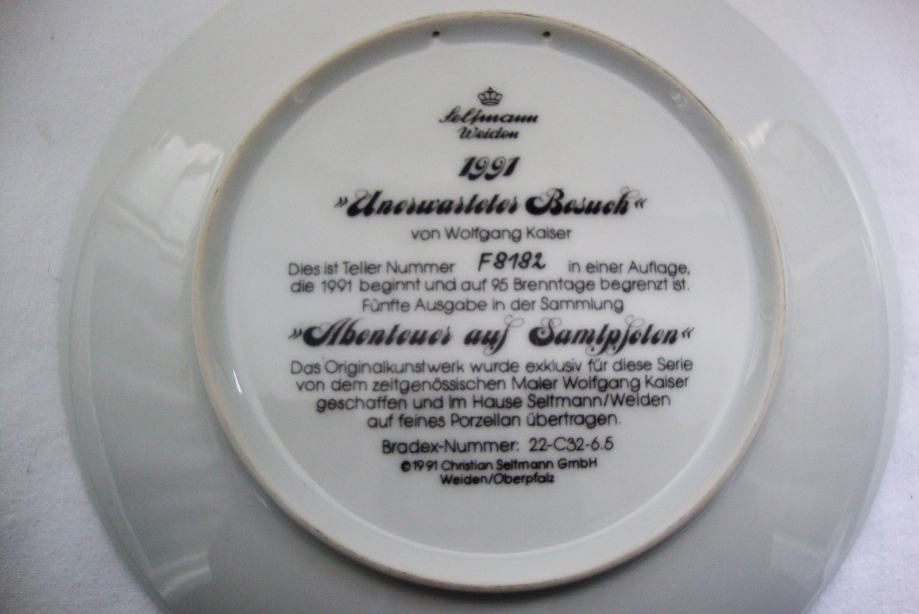 Seltmann
Weiden
1991
»Unerwarteter Besuch«
von Wolfgang Kaiser
Dies ist Teller Nummer F8182 in einer Auflage,
die 1991 beginnt und auf 95 Brenntage begrenzt ist.
Fünfte Ausgabe in der Sammlung
»Abenteuer auf Samtpfoten«
Das Originalkunstwerk wurde exklusiv für diese Serie
von dem zeitgenössischen Maler Wolfgang Kaiser
geschaffen und im Hause Seltmann/Weiden
auf feines Porzellan übertragen.
Bradex-Nummer: 22-C32-6.5
©1991 Christian Seltmann GmbH
Weiden/Oberpfalz